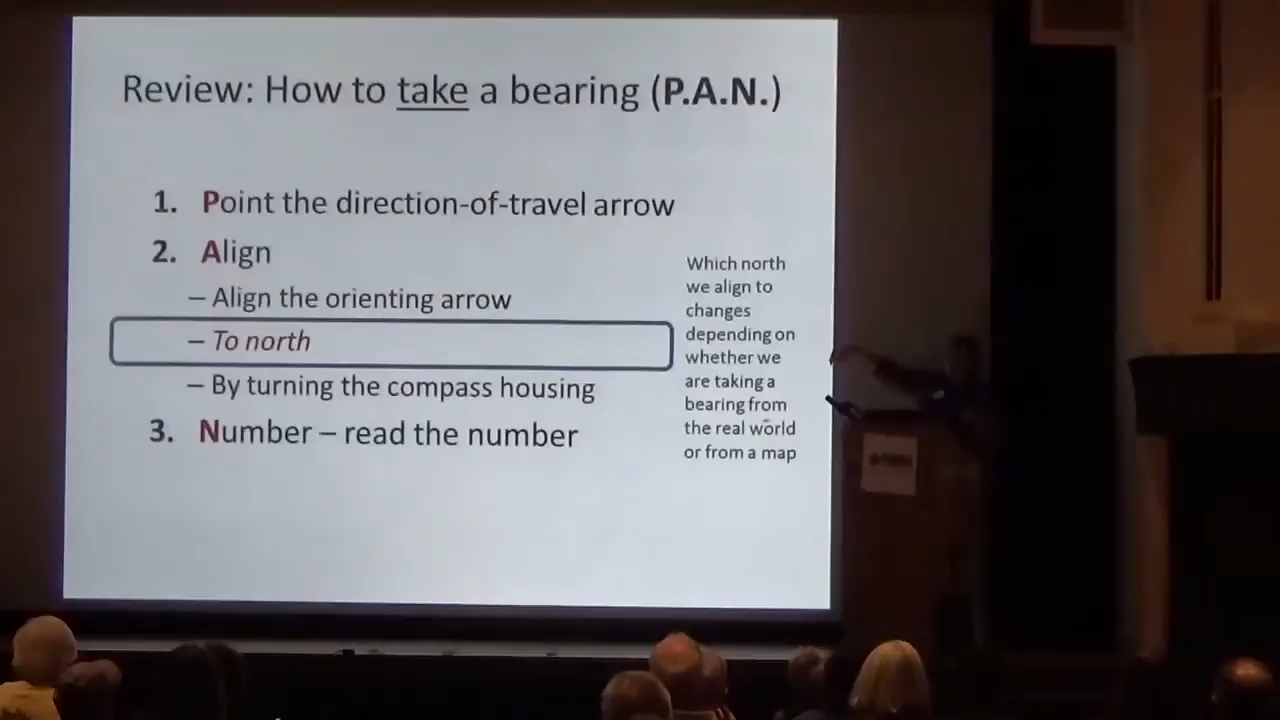 Review: How to take a bearing (P.A.N.)
1. Point the direction-of-travel arrow
2. Align
– Align the orienting arrow
– To north
– By turning the compass housing
3. Number – read the number
Which north
we align to
changes
depending on
whether we
are taking a
bearing from
the real world
or from a map